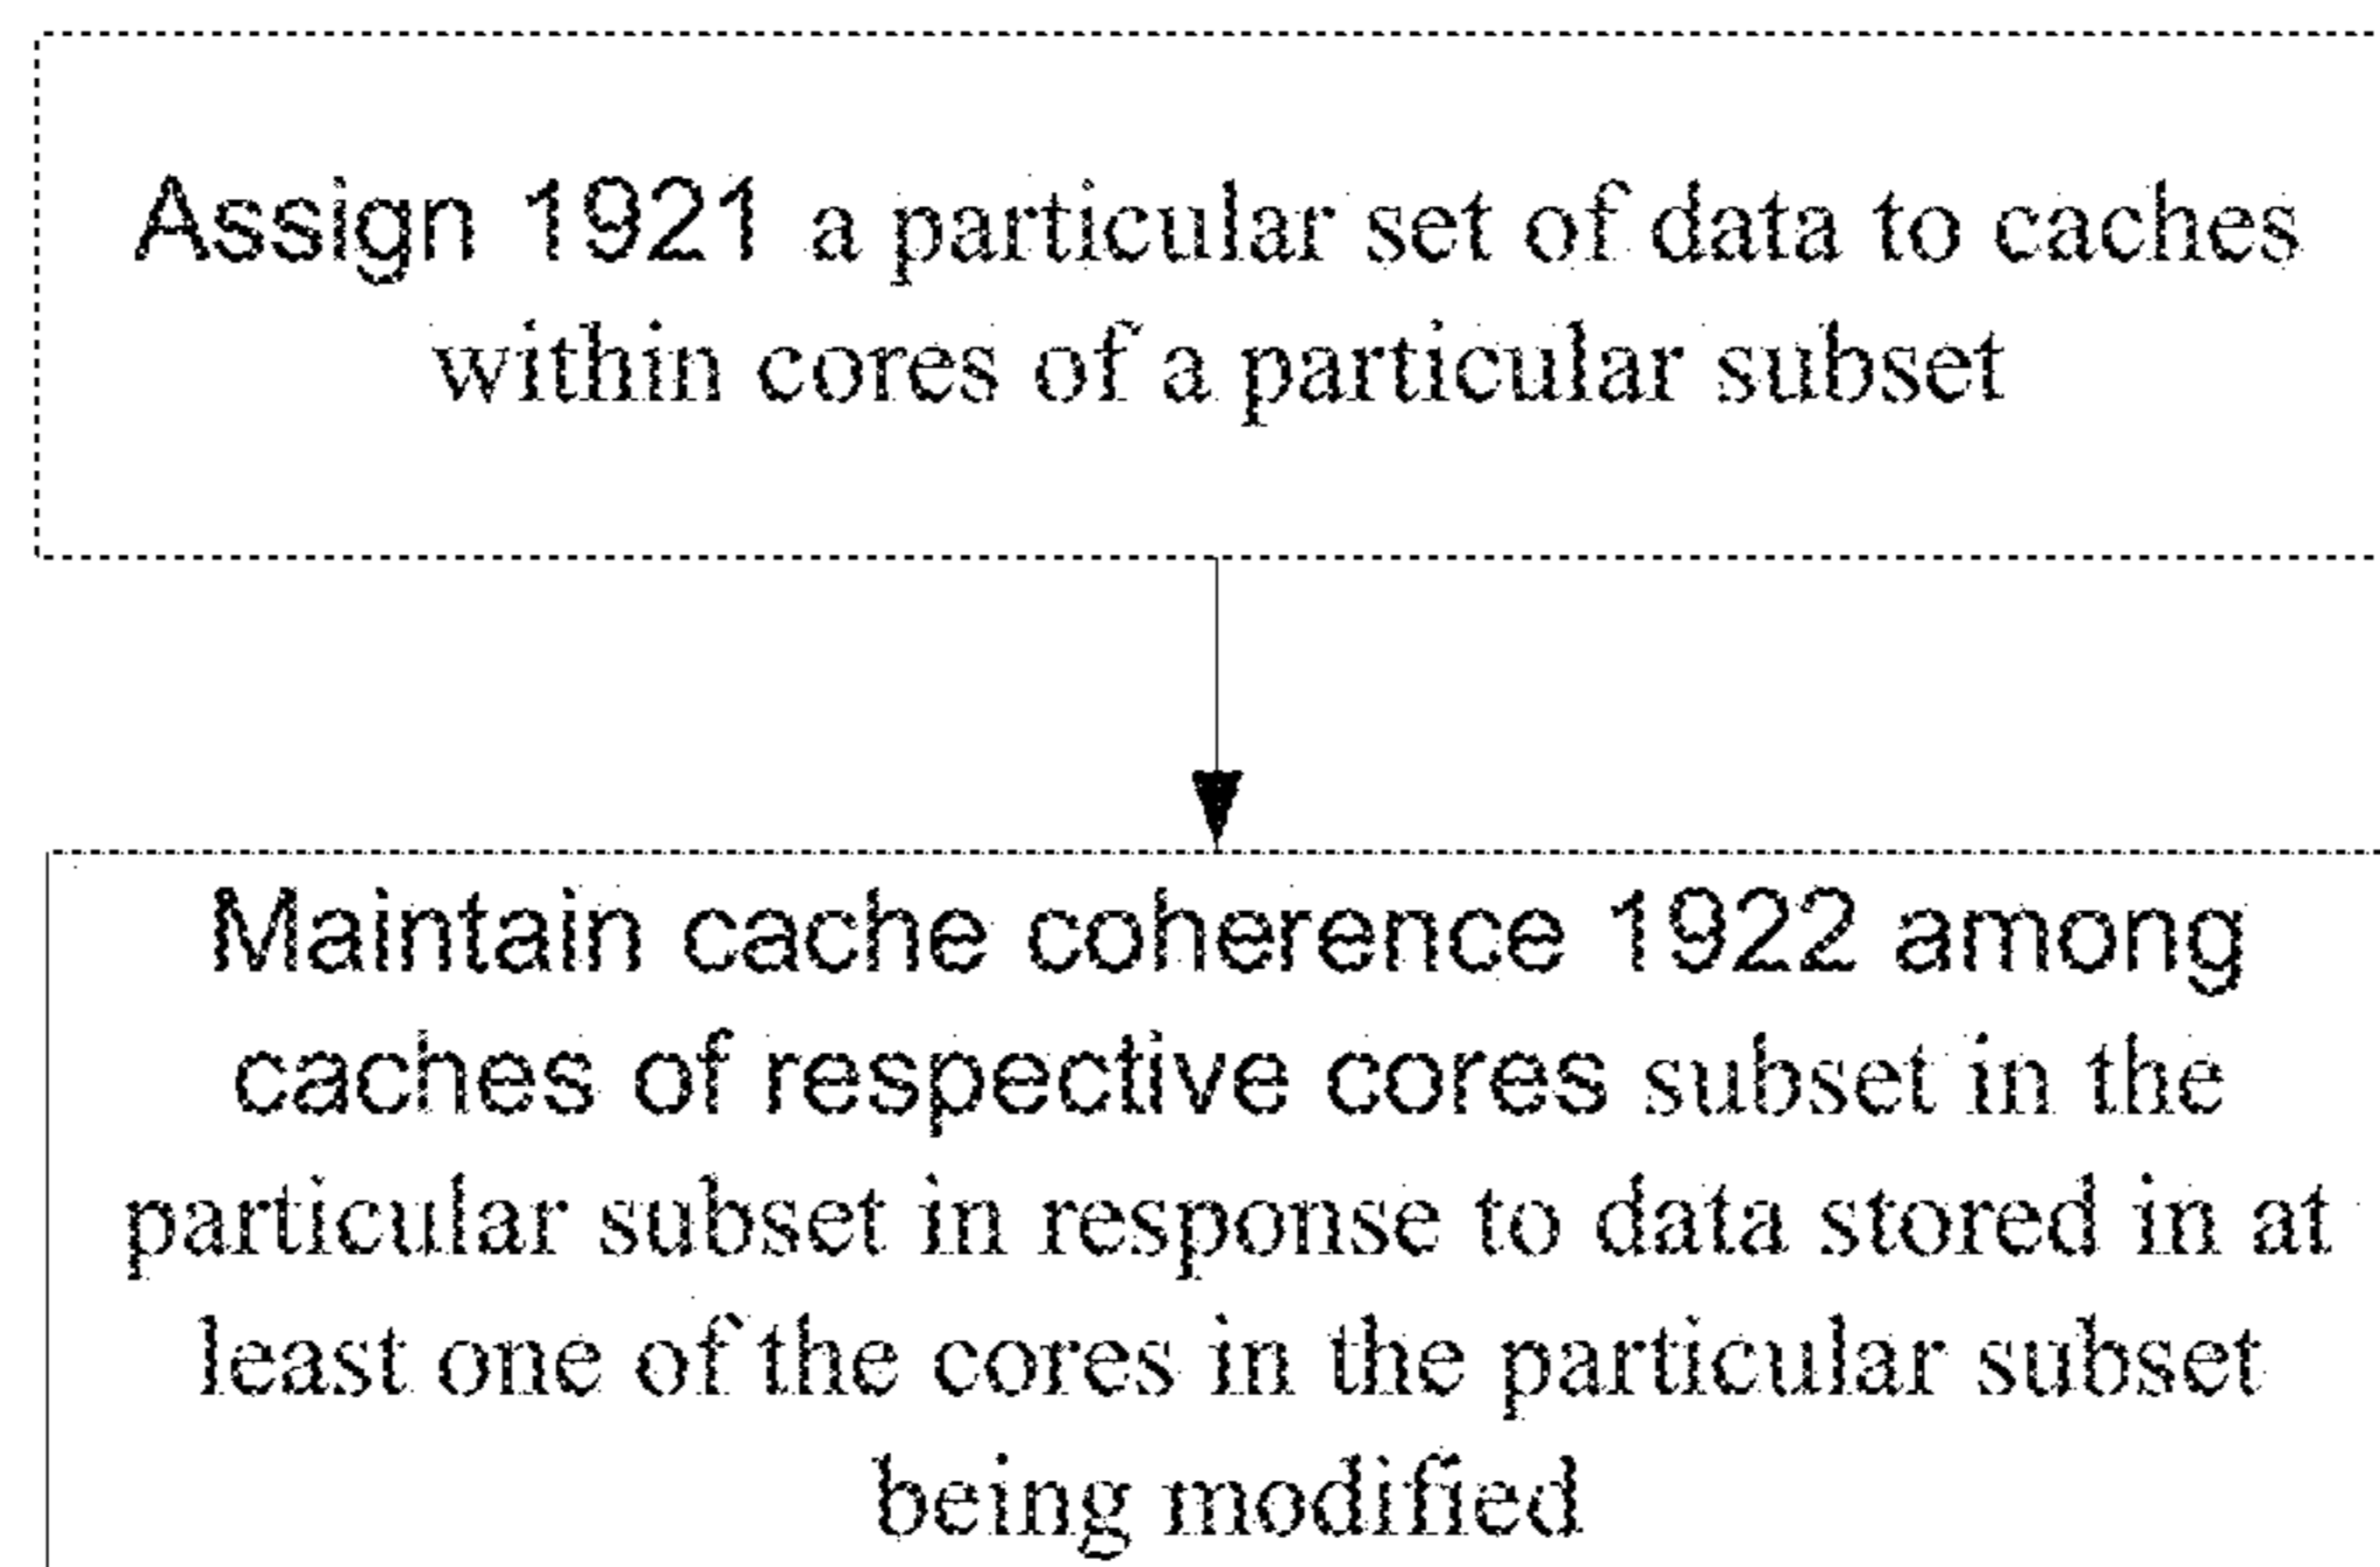 Assign 1921 a particular set of data to caches
within cores of a particular subset
Maintain cache coherence 1922 among
caches of respective cores subset in the
particular subset in response to data stored in at
least one of the cores in the particular subset
being modified